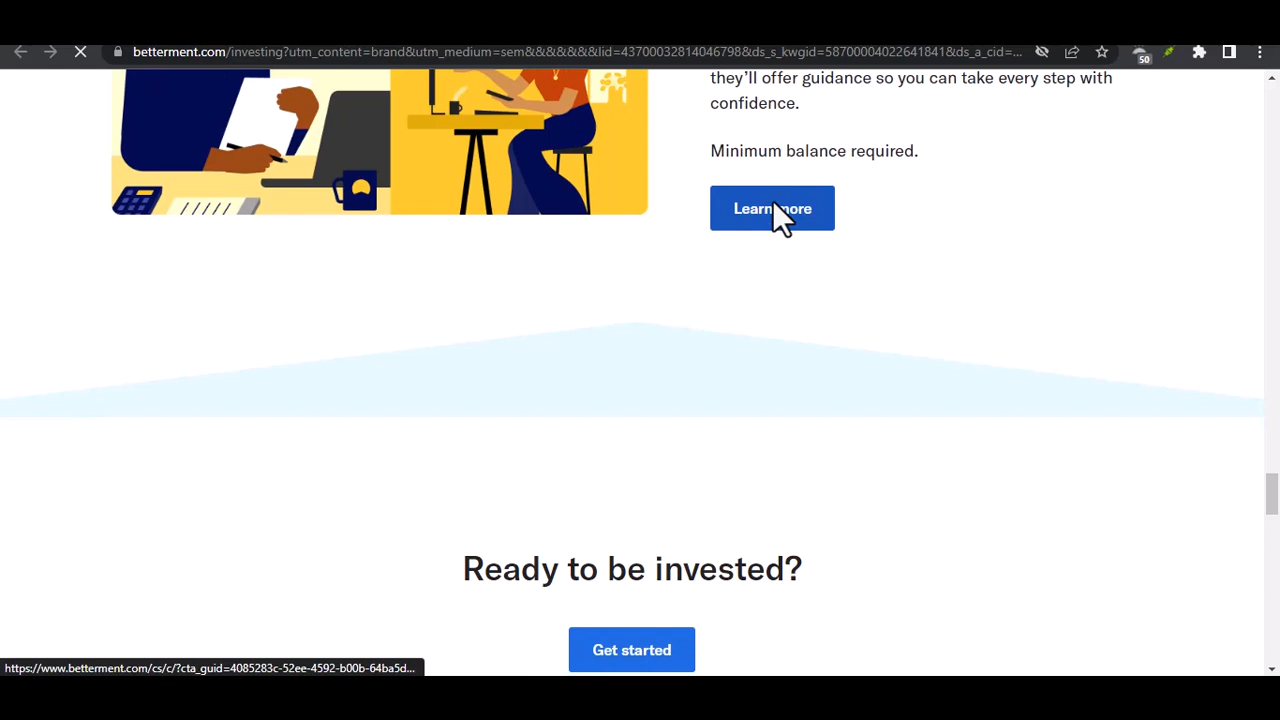 betterment.com/investing?utm_content=brand&utm_medium=sem&&&&&&&lid=43700032814046798&ds_s_kwgid=58700004022641841&ds_a_cid=...
50
they'll offer guidance so you can take every step with
confidence.
Minimum balance required.
Learn more
Ready to be invested?
Get started
https://www.betterment.com/cs/c/?cta_guid=4085283c-52ee-4592-b00b-64ba5d...